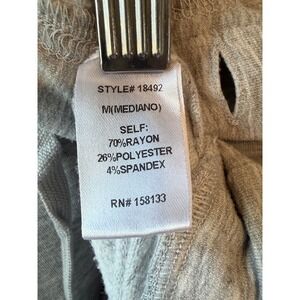 STYLE# 18492
M(MEDIANO)
SELF:
70%RAYON
26%POLYESTER
4%SPANDEX
RN# 158133